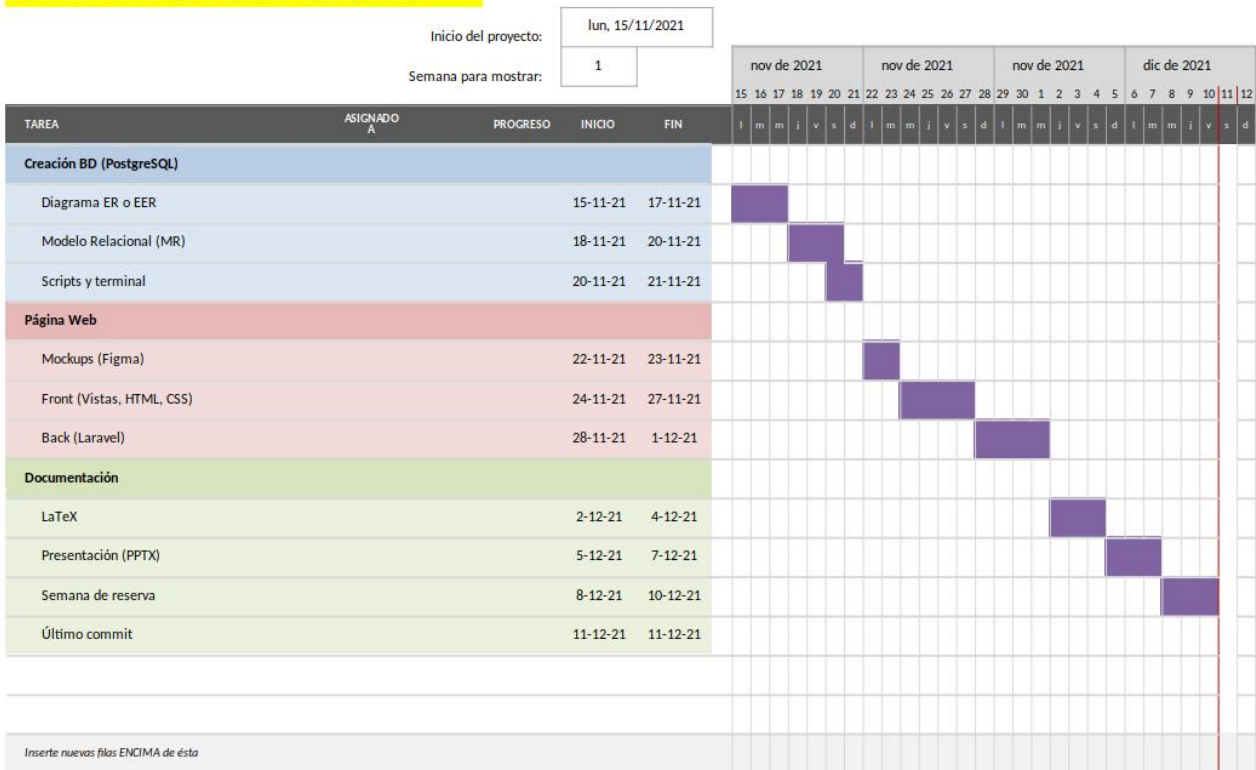 Inicio del proyecto: lun, 15/11/2021
Semana para mostrar: 1
nov de 2021 nov de 2021 nov de 2021 dic de 2021
15 16 17 18 19 20 21 22 23 24 25 26 27 28 29 30 1 2 3 4 5 6 7 8 9 10 11 12
TAREA ASIGNADO A PROGRESO INICIO FIN l m m j v s d l m m j v s d l m m j v s d l m m j v s d
Creación BD (PostgreSQL)
Diagrama ER o EER 15-11-21 17-11-21
Modelo Relacional (MR) 18-11-21 20-11-21
Scripts y terminal 20-11-21 21-11-21
Página Web
Mockups (Figma) 22-11-21 23-11-21
Front (Vistas, HTML, CSS) 24-11-21 27-11-21
Back (Laravel) 28-11-21 1-12-21
Documentación
LaTeX 2-12-21 4-12-21
Presentación (PPTX) 5-12-21 7-12-21
Semana de reserva 8-12-21 10-12-21
Último commit 11-12-21 11-12-21
Inserte nuevas filas ENCIMA de ésta